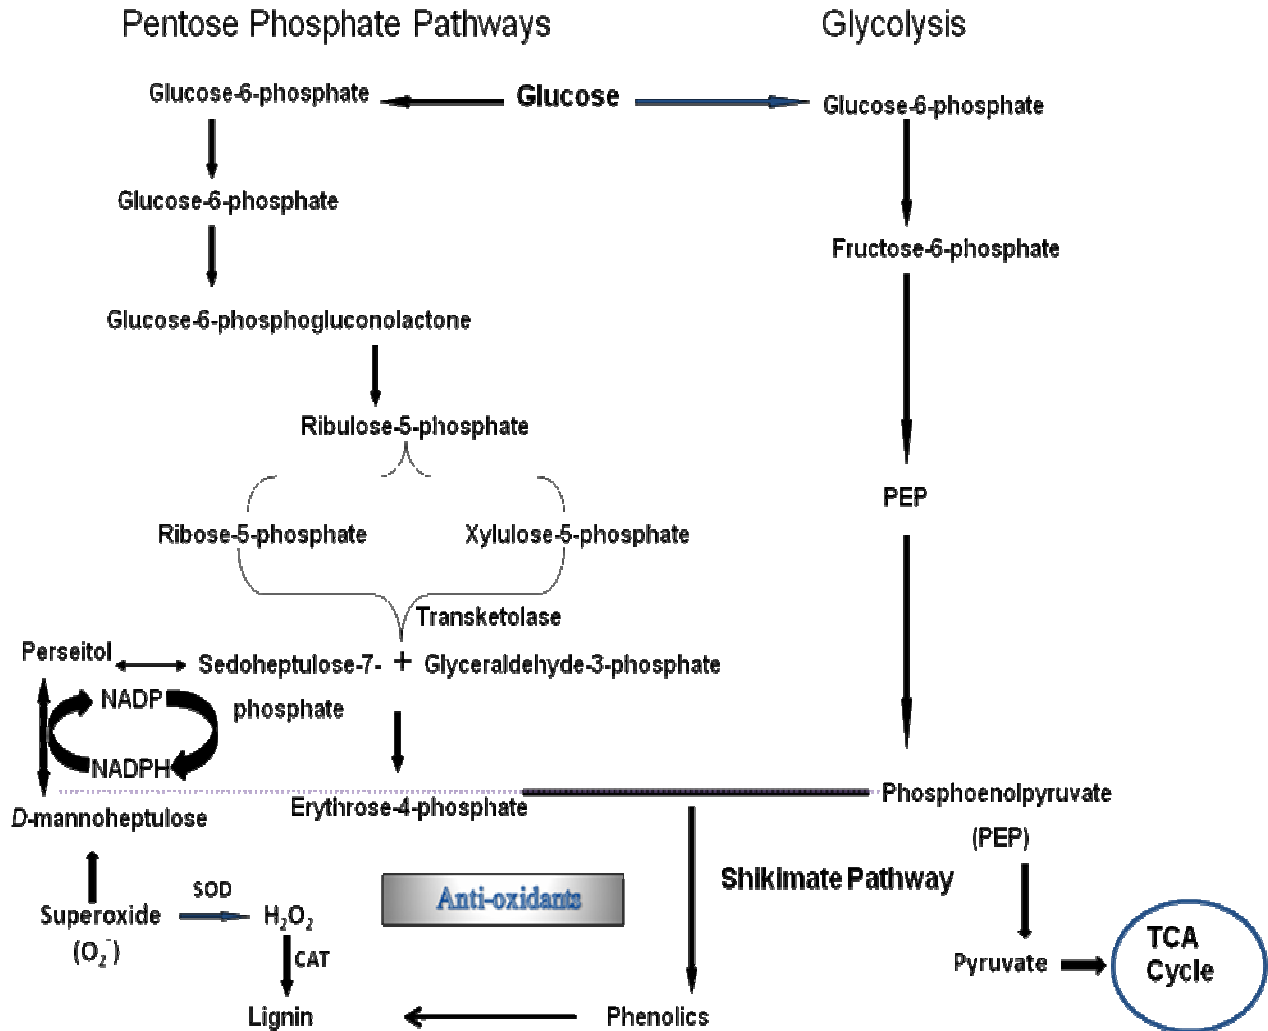 Pentose Phosphate Pathways
Glycolysis
Glucose-6-phosphate
Glucose
Glucose-6-phosphate
Glucose-6-phosphate
Fructose-6-phosphate
Glucose-6-phosphogluconolactone
Ribulose-5-phosphate
PEP
Ribose-5-phosphate
Xylulose-5-phosphate
Transketolase
Perseitol
Sedoheptulose-7- + Glyceraldehyde-3-phosphate
phosphate
NADP
NADPH
D-mannoheptulose
Erythrose-4-phosphate
Phosphoenolpyruvate
(PEP)
Shikimate Pathway
Anti-oxidants
SOD
Superoxide
(O₂⁻)
H₂O₂
CAT
Pyruvate
TCA
Cycle
Lignin
Phenolics